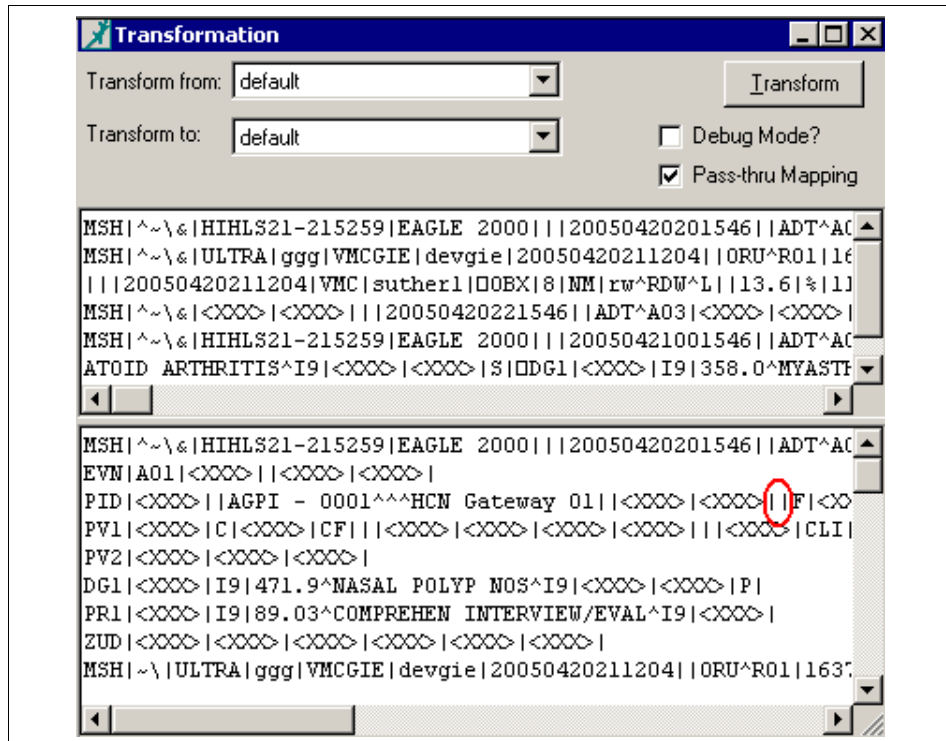 Transformation
Transform from: default Transform
Transform to: default Debug Mode?
Pass-thru Mapping
MSH|^~\&|HIHLS21-215259|EAGLE 2000|||20050420201546||ADT^A
MSH|^~\&|ULTRA|ggg|VMCGIE|devgie|20050420211204||ORU^R01|16
|||20050420211204|VMC|sutherl|□OBX|8|NM|rw^RDW^L||13.6|%|11
MSH|^~\&|<XXX>|<XXX>|||20050420221546||ADT^A03|<XXX>|<XXX>|
MSH|^~\&|HIHLS21-215259|EAGLE 2000|||20050421001546||ADT^A
ATOID ARTHRITIS^I9|<XXX>|<XXX>|S|□DG1|<XXX>|I9|358.0^MYAST
MSH|^~\&|HIHLS21-215259|EAGLE 2000|||20050420201546||ADT^A
EVN|A01|<XXX>||<XXX>|<XXX>|
PID|<XXX>||AGPI - 0001^^^HCN Gateway 01||<XXX>|<XXX>||F|<XX
PV1|<XXX>|C|<XXX>|CF|||<XXX>|<XXX>|<XXX>|<XXX>|||<XXX>|CLI|
PV2|<XXX>|<XXX>|<XXX>|
DG1|<XXX>|I9|471.9^NASAL POLYP NOS^I9|<XXX>|<XXX>|P|
PR1|<XXX>|I9|89.03^COMPREHEN INTERVIEW/EVAL^I9|<XXX>|
ZUD|<XXX>|<XXX>|<XXX>|<XXX>|<XXX>|<XXX>|
MSH|~\|ULTRA|ggg|VMCGIE|devgie|20050420211204||ORU^R01|1637